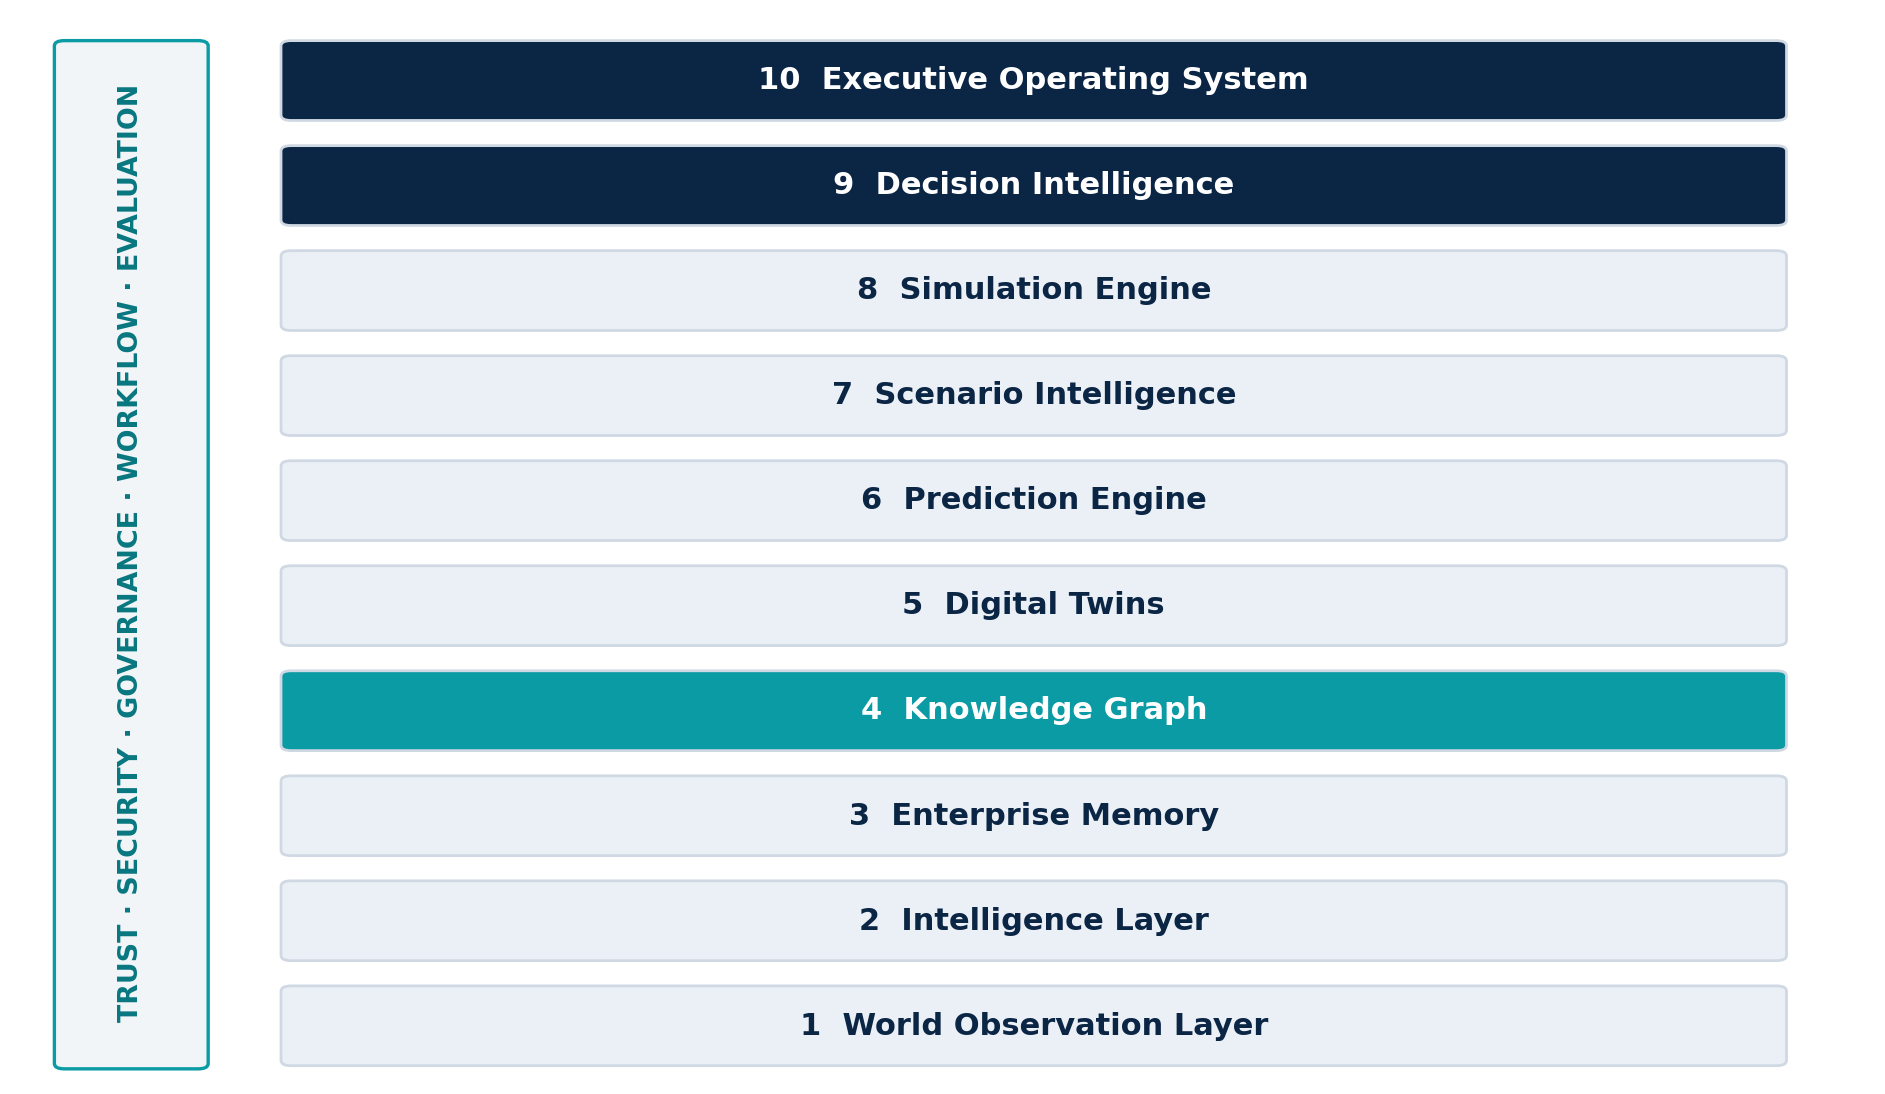 TRUST · SECURITY · GOVERNANCE · WORKFLOW · EVALUATION
10 Executive Operating System
9 Decision Intelligence
8 Simulation Engine
7 Scenario Intelligence
6 Prediction Engine
5 Digital Twins
4 Knowledge Graph
3 Enterprise Memory
2 Intelligence Layer
1 World Observation Layer